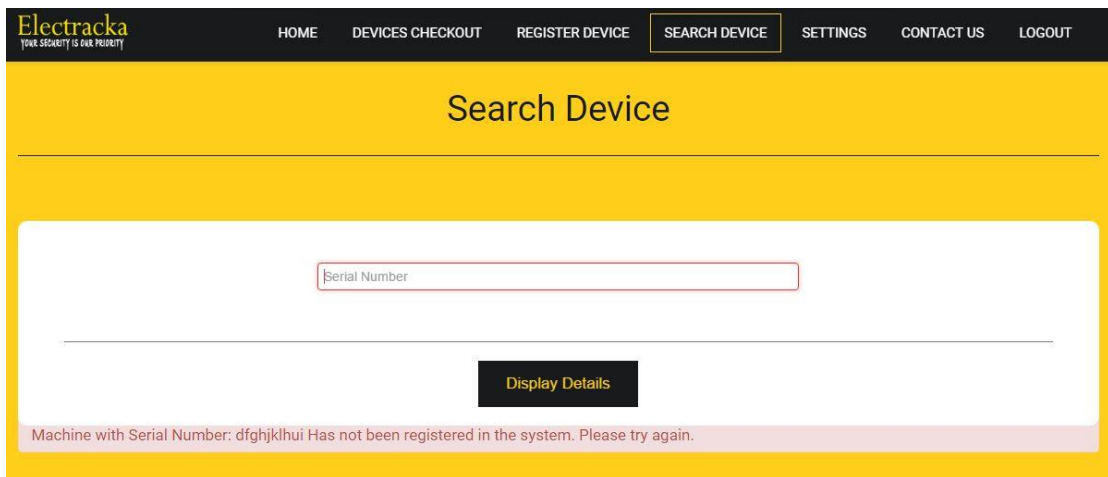 Electracka
YOUR SECURITY IS OUR PRIORITY
HOME DEVICES CHECKOUT REGISTER DEVICE SEARCH DEVICE SETTINGS CONTACT US LOGOUT
Search Device
Serial Number
Display Details
Machine with Serial Number: dfghjklhui Has not been registered in the system. Please try again.